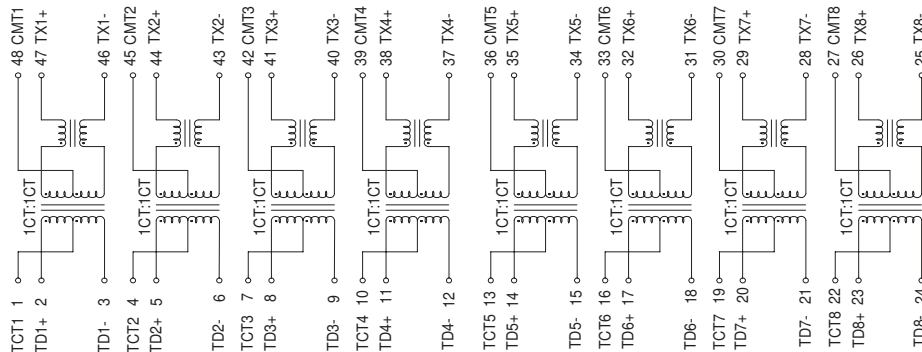 48 CMT1
47 TX1+
46 TX1-
45 CMT2
44 TX2+
43 TX2-
42 CMT3
41 TX3+
40 TX3-
39 CMT4
38 TX4+
37 TX4-
36 CMT5
35 TX5+
34 TX5-
33 CMT6
32 TX6+
31 TX6-
30 CMT7
29 TX7+
28 TX7-
27 CMT8
26 TX8+
25 TX8-
1CT:1CT
1CT:1CT
1CT:1CT
1CT:1CT
1CT:1CT
1CT:1CT
1CT:1CT
1CT:1CT
TCT1 1
TD1+ 2
TD1- 3
TCT2 4
TD2+ 5
TD2- 6
TCT3 7
TD3+ 8
TD3- 9
TCT4 10
TD4+ 11
TD4- 12
TCT5 13
TD5+ 14
TD5- 15
TCT6 16
TD6+ 17
TD6- 18
TCT7 19
TD7+ 20
TD7- 21
TCT8 22
TD8+ 23
TD8- 24